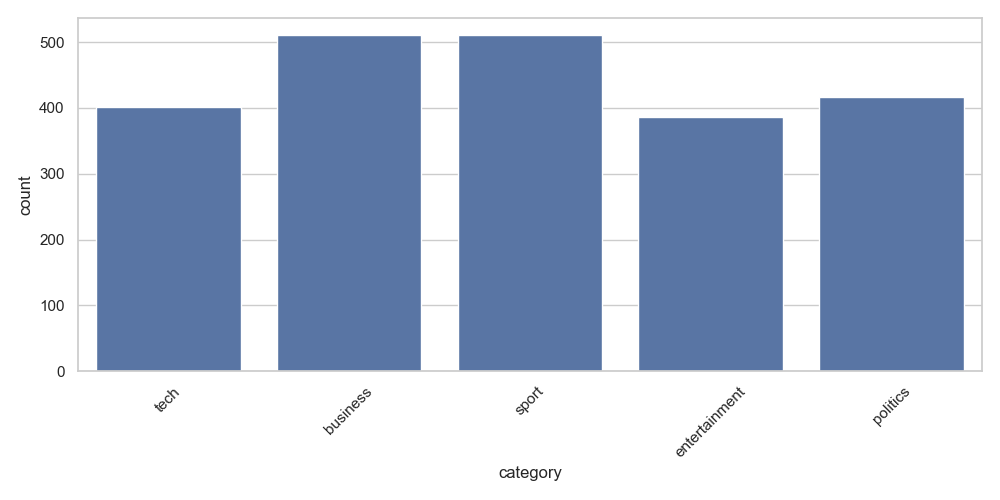 500
400
300
200
100
0
count
tech
business
sport
entertainment
politics
category